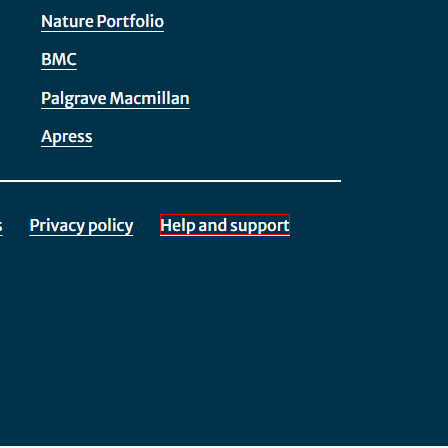 Nature Portfolio
BMC
Palgrave Macmillan
Apress
Privacy policy Help and support